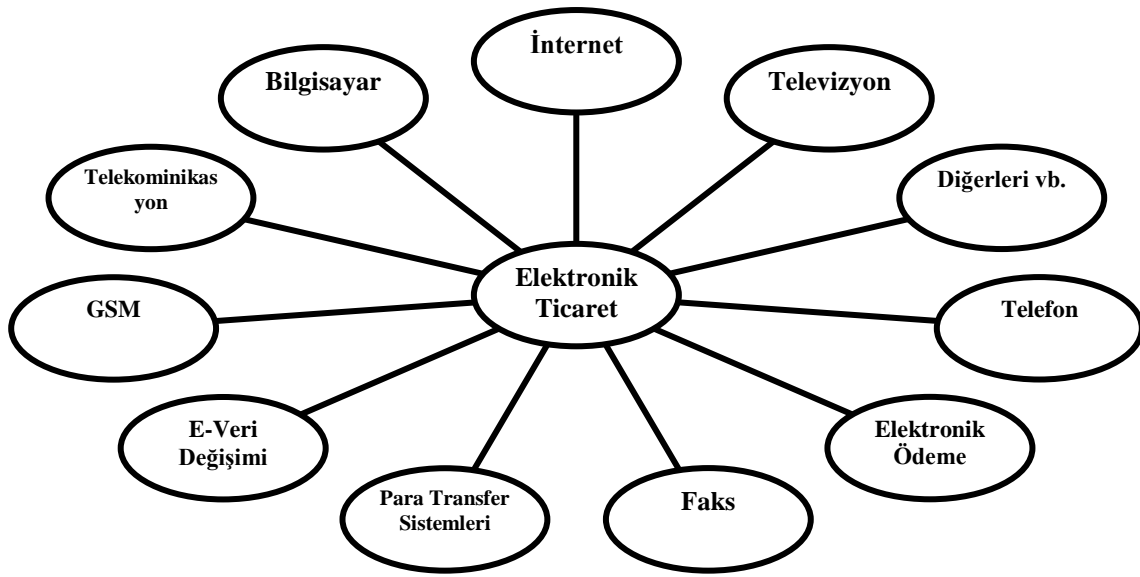 İnternet
Bilgisayar
Televizyon
Telekominikas
yon
Diğerleri vb.
Elektronik
Ticaret
GSM
Telefon
E-Veri
Değişimi
Elektronik
Ödeme
Para Transfer
Sistemleri
Faks